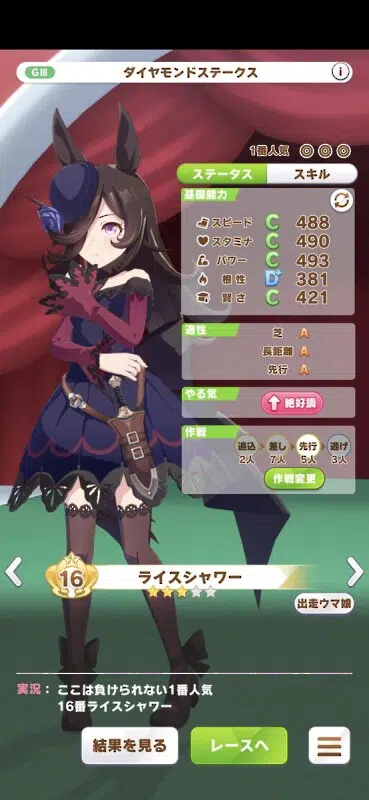 GIII ダイヤモンドステークス i
1番人気 ◎ ◎ ◎
ステータス スキル
基礎能力
スピード C 488
スタミナ C 490
パワー C 493
根性 D+ 381
賢さ C 421
適性
芝 A
長距離 A
先行 A
やる気 絶好調
作戦
追込 差し 先行 逃げ
2人 7人 5人 3人
作戦変更
16 ライスシャワー
出走ウマ娘
実況: ここは負けられない1番人気
16番ライスシャワー
結果を見る レースへ